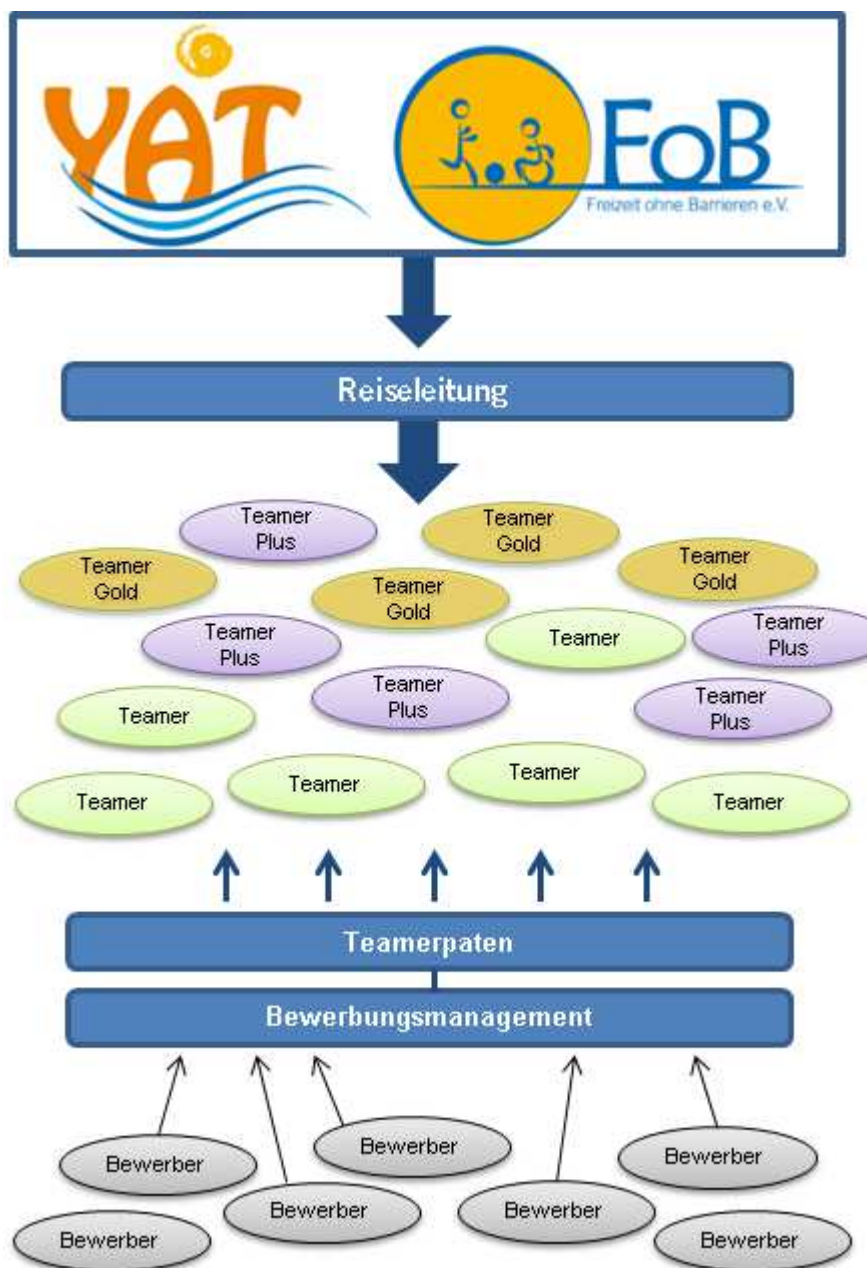 YAT
FoB
Freizeit ohne Barrieren e.V.
Reiseleitung
Teamer
Plus
Teamer
Gold
Teamer
Gold
Teamer
Gold
Teamer
Gold
Teamer
Plus
Teamer
Teamer
Plus
Teamer
Plus
Teamer
Plus
Teamer
Teamer
Teamer
Teamer
Teamer
Teamerpaten
Bewerbungsmanagement
Bewerber
Bewerber
Bewerber
Bewerber
Bewerber
Bewerber
Bewerber